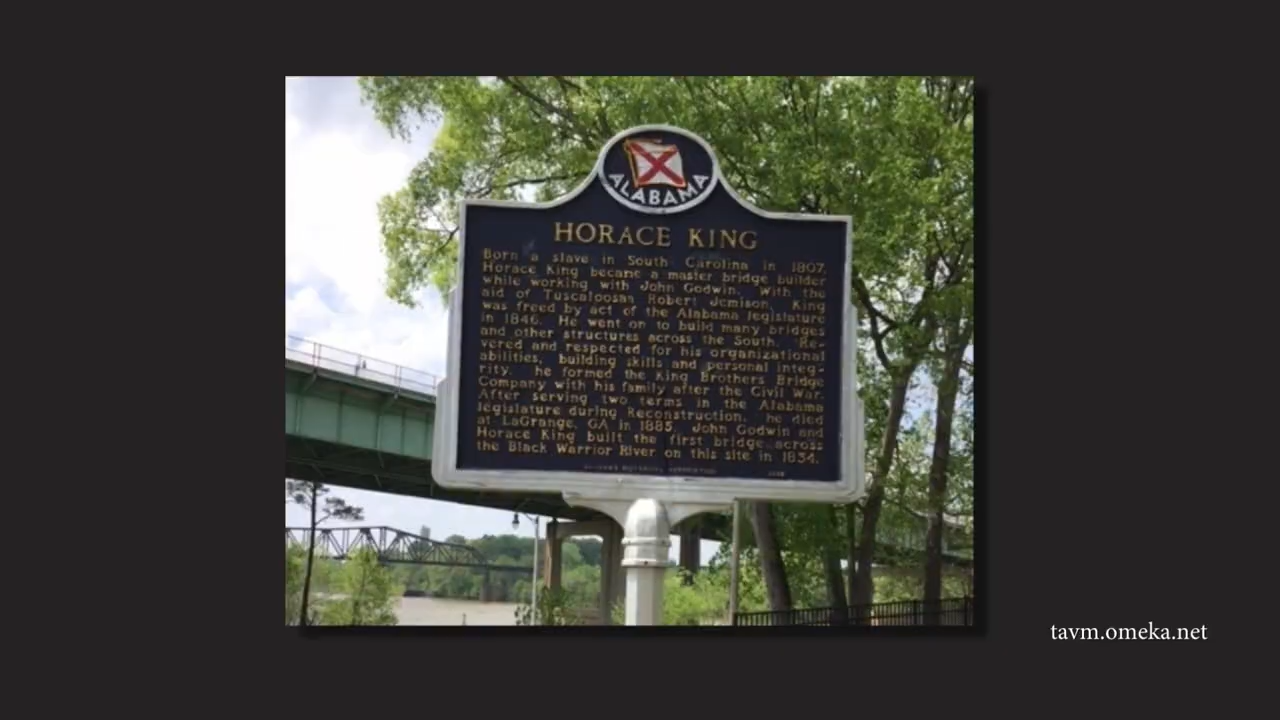 ALABAMA
HORACE KING
Born a slave in South Carolina in 1807,
Horace King became a master bridge builder
while working with John Godwin. With the
aid of Tuscaloosan Robert Jemison, King
was freed by act of the Alabama legislature
in 1846. He went on to build many bridges
and other structures across the South. Re-
vered and respected for his organizational
abilities, building skills and personal integ-
rity, he formed the King Brothers Bridge
Company with his family after the Civil War.
After serving two terms in the Alabama
legislature during Reconstruction, he died
at LaGrange, GA in 1885. John Godwin and
Horace King built the first bridge across
the Black Warrior River on this site in 1834.
tavm.omeka.net